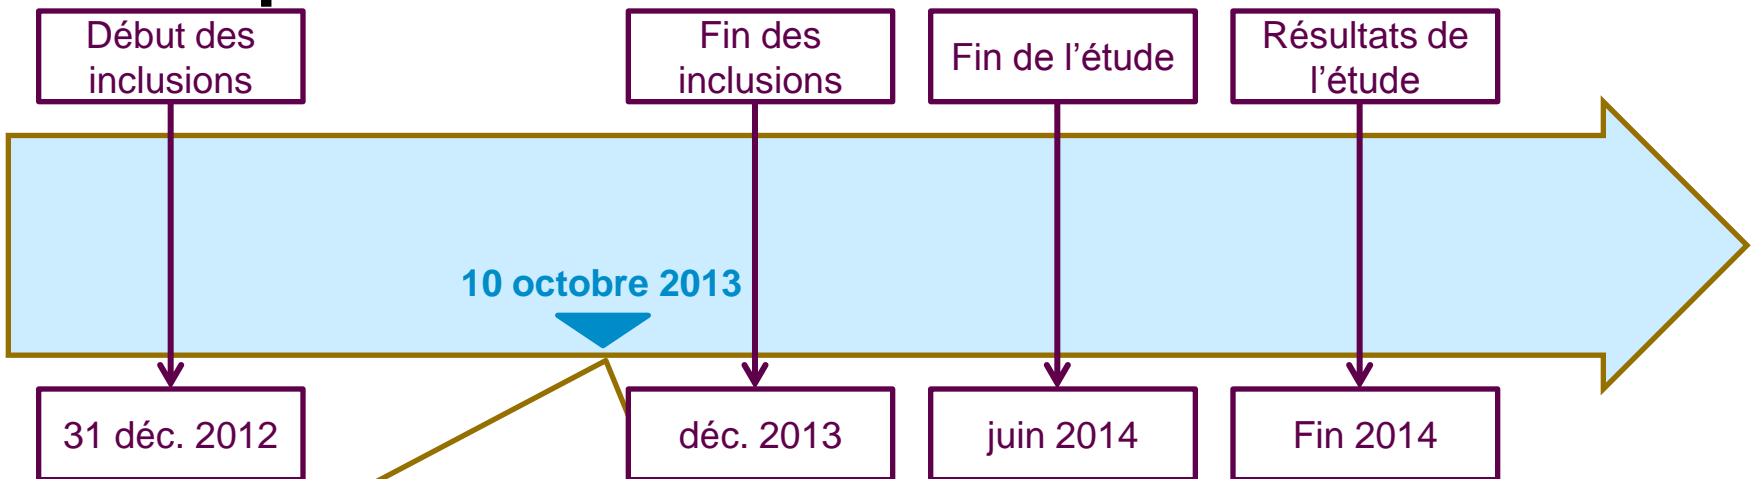 Début des
inclusions
Fin des
inclusions
Fin de l’étude
Résultats de
l’étude
10 octobre 2013
31 déc. 2012
déc. 2013
juin 2014
Fin 2014